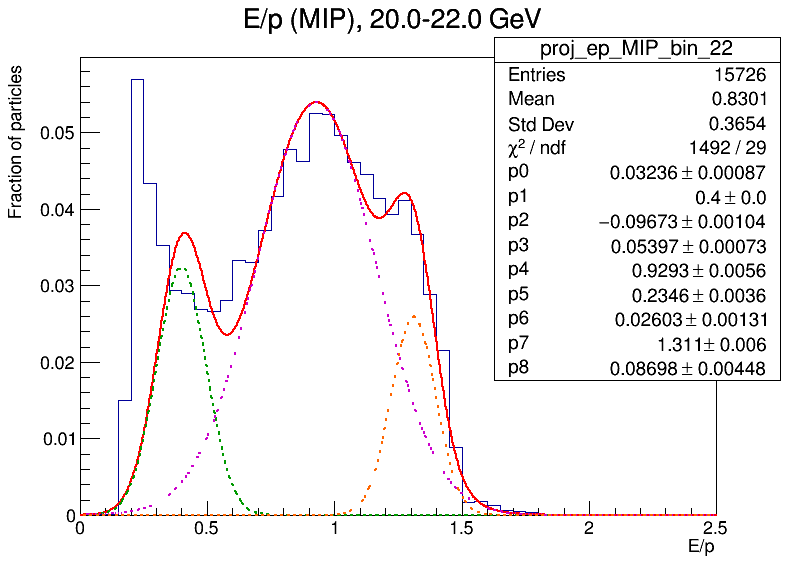 E/p (MIP), 20.0-22.0 GeV
proj_ep_MIP_bin_22
Entries 15726
Mean 0.8301
Std Dev 0.3654
χ² / ndf 1492 / 29
p0 0.03236 ± 0.00087
p1 0.4 ± 0.0
p2 −0.09673 ± 0.00104
p3 0.05397 ± 0.00073
p4 0.9293 ± 0.0056
p5 0.2346 ± 0.0036
p6 0.02603 ± 0.00131
p7 1.311 ± 0.006
p8 0.08698 ± 0.00448
Fraction of particles
0.05
0.04
0.03
0.02
0.01
0
0 0.5 1 1.5 2 2.5
E/p